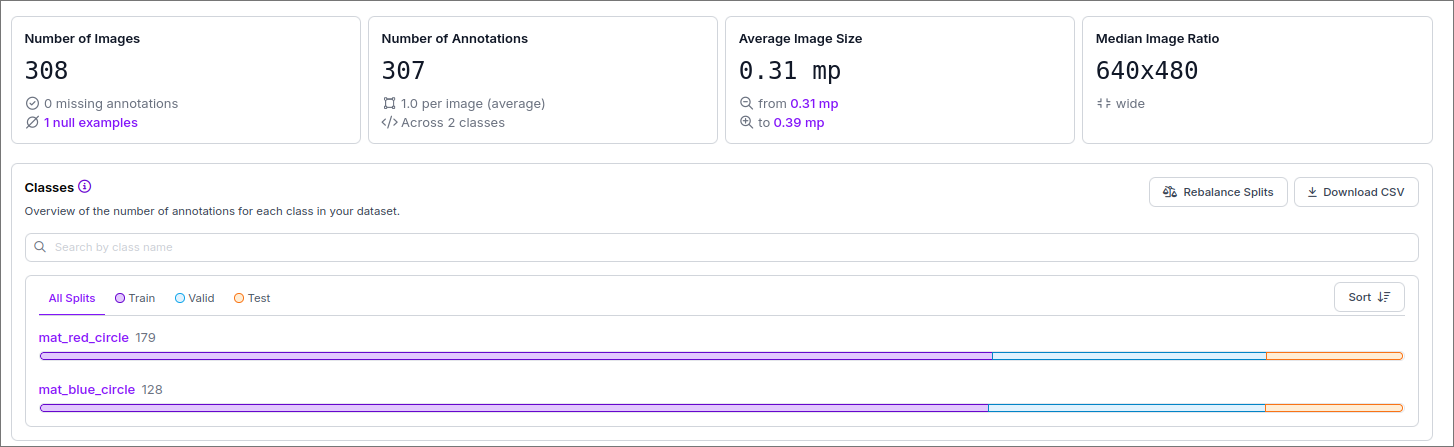 Number of Images
308
0 missing annotations
1 null examples
Number of Annotations
307
1.0 per image (average)
Across 2 classes
Average Image Size
0.31 mp
from 0.31 mp
to 0.39 mp
Median Image Ratio
640x480
wide
Classes
Overview of the number of annotations for each class in your dataset.
Rebalance Splits
Download CSV
Search by class name
All Splits Train Valid Test
Sort
mat_red_circle 179
mat_blue_circle 128